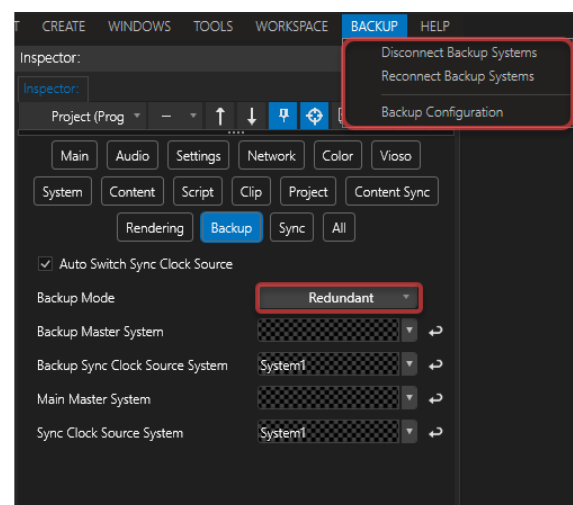 T CREATE WINDOWS TOOLS WORKSPACE BACKUP HELP
Disconnect Backup Systems
Reconnect Backup Systems
Backup Configuration
Inspector:
Inspector:
Project (Prog
Main Audio Settings Network Color Vioso
System Content Script Clip Project Content Sync
Rendering Backup Sync All
Auto Switch Sync Clock Source
Backup Mode Redundant
Backup Master System
Backup Sync Clock Source System System1
Main Master System
Sync Clock Source System System1